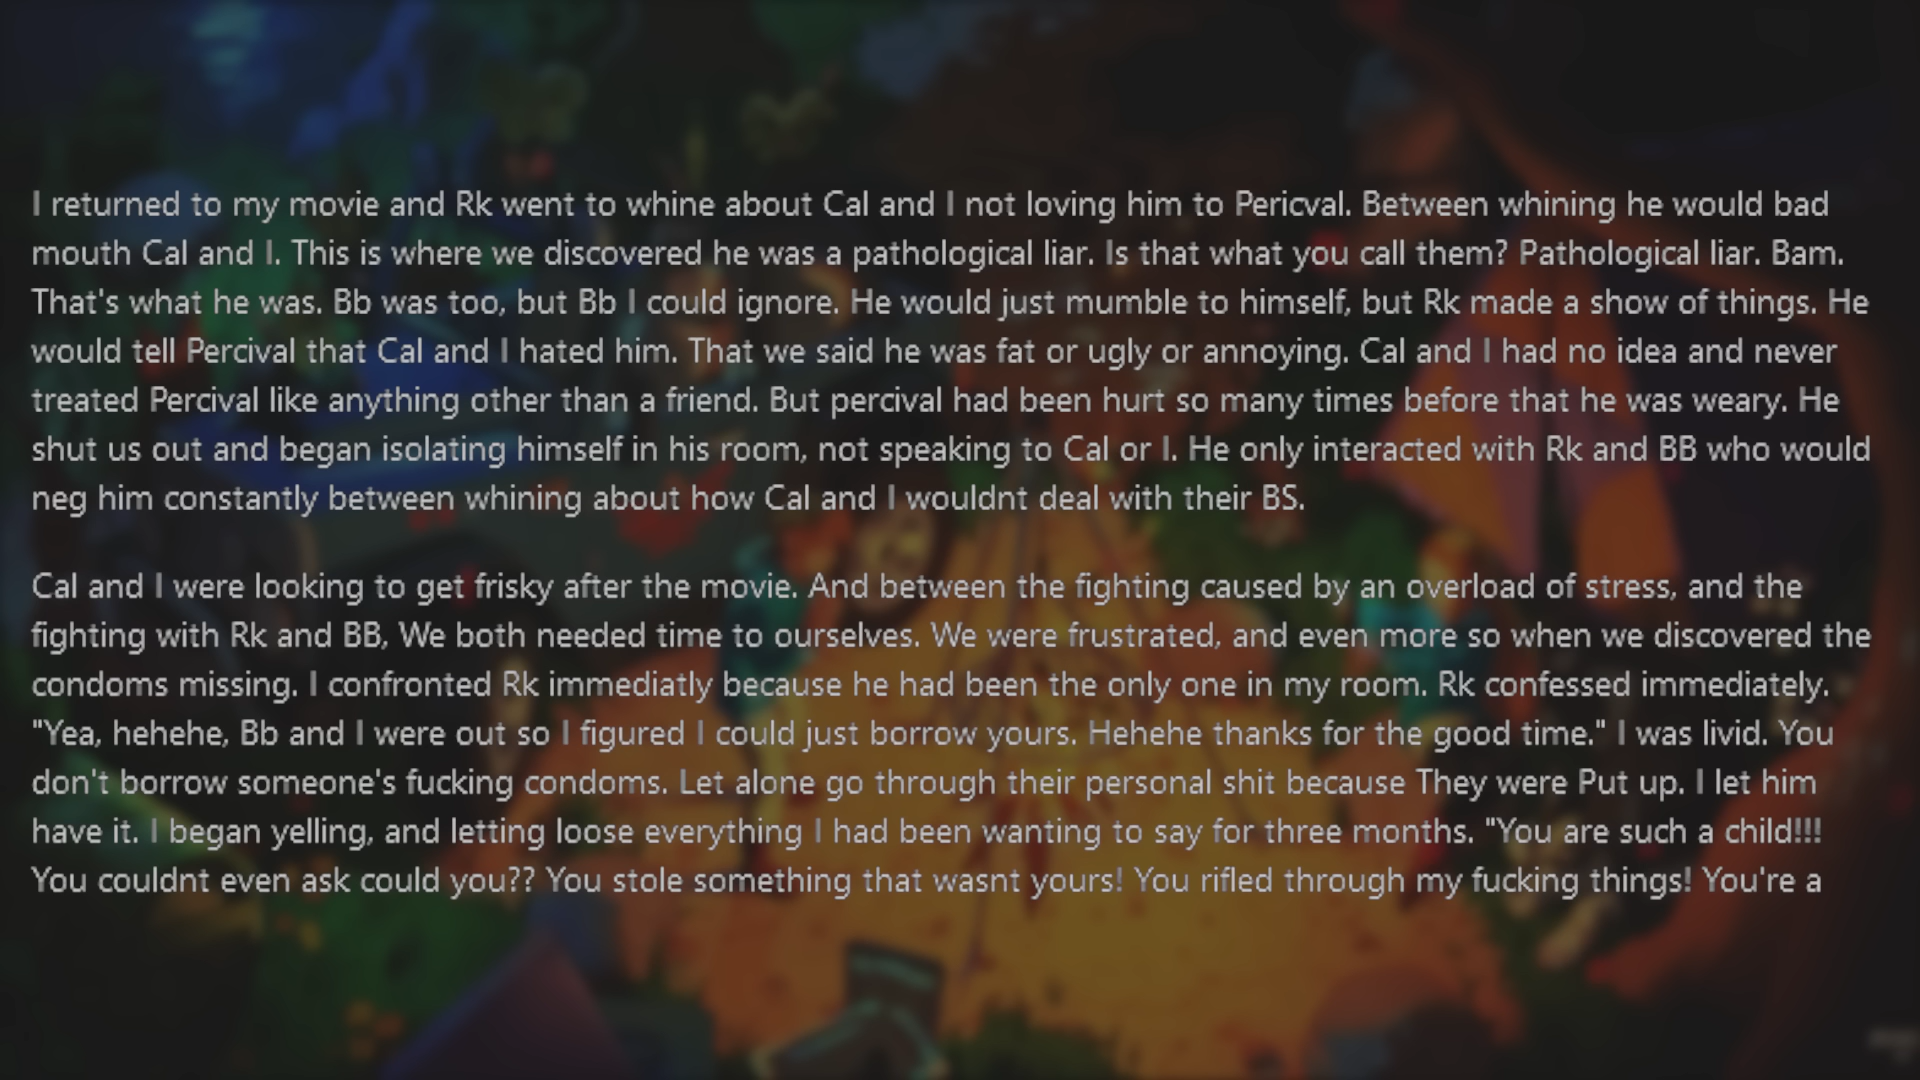 I returned to my movie and Rk went to whine about Cal and I not loving him to Pericval. Between whining he would bad
mouth Cal and I. This is where we discovered he was a pathological liar. Is that what you call them? Pathological liar. Bam.
That's what he was. Bb was too, but Bb I could ignore. He would just mumble to himself, but Rk made a show of things. He
would tell Percival that Cal and I hated him. That we said he was fat or ugly or annoying. Cal and I had no idea and never
treated Percival like anything other than a friend. But percival had been hurt so many times before that he was weary. He
shut us out and began isolating himself in his room, not speaking to Cal or I. He only interacted with Rk and BB who would
neg him constantly between whining about how Cal and I wouldnt deal with their BS.
Cal and I were looking to get frisky after the movie. And between the fighting caused by an overload of stress, and the
fighting with Rk and BB, We both needed time to ourselves. We were frustrated, and even more so when we discovered the
condoms missing. I confronted Rk immediatly because he had been the only one in my room. Rk confessed immediately.
"Yea, hehehe, Bb and I were out so I figured I could just borrow yours. Hehehe thanks for the good time." I was livid. You
don't borrow someone's fucking condoms. Let alone go through their personal shit because They were Put up. I let him
have it. I began yelling, and letting loose everything I had been wanting to say for three months. "You are such a child!!!
You couldnt even ask could you?? You stole something that wasnt yours! You rifled through my fucking things! You're a